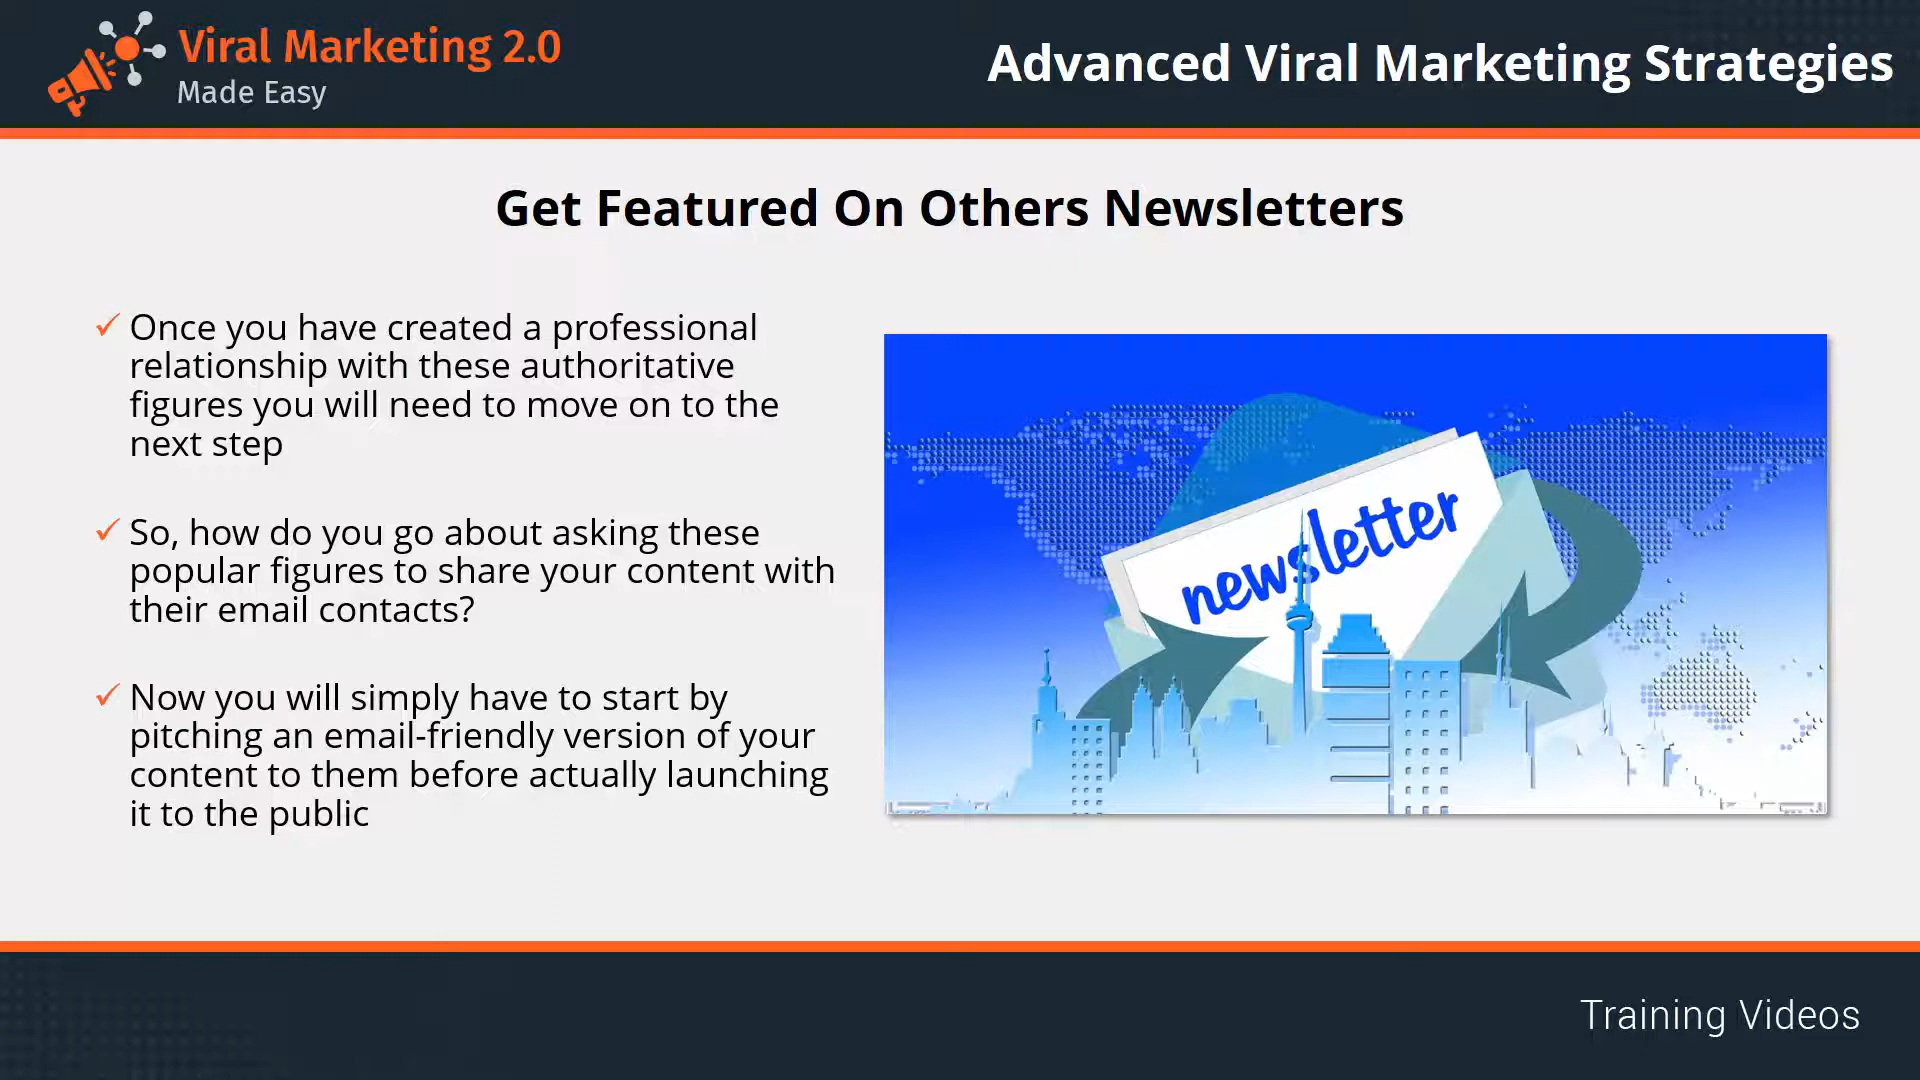 Viral Marketing 2.0
Made Easy
Advanced Viral Marketing Strategies
Get Featured On Others Newsletters
✓ Once you have created a professional
relationship with these authoritative
figures you will need to move on to the
next step
✓ So, how do you go about asking these
popular figures to share your content with
their email contacts?
✓ Now you will simply have to start by
pitching an email-friendly version of your
content to them before actually launching
it to the public
newsletter
Training Videos